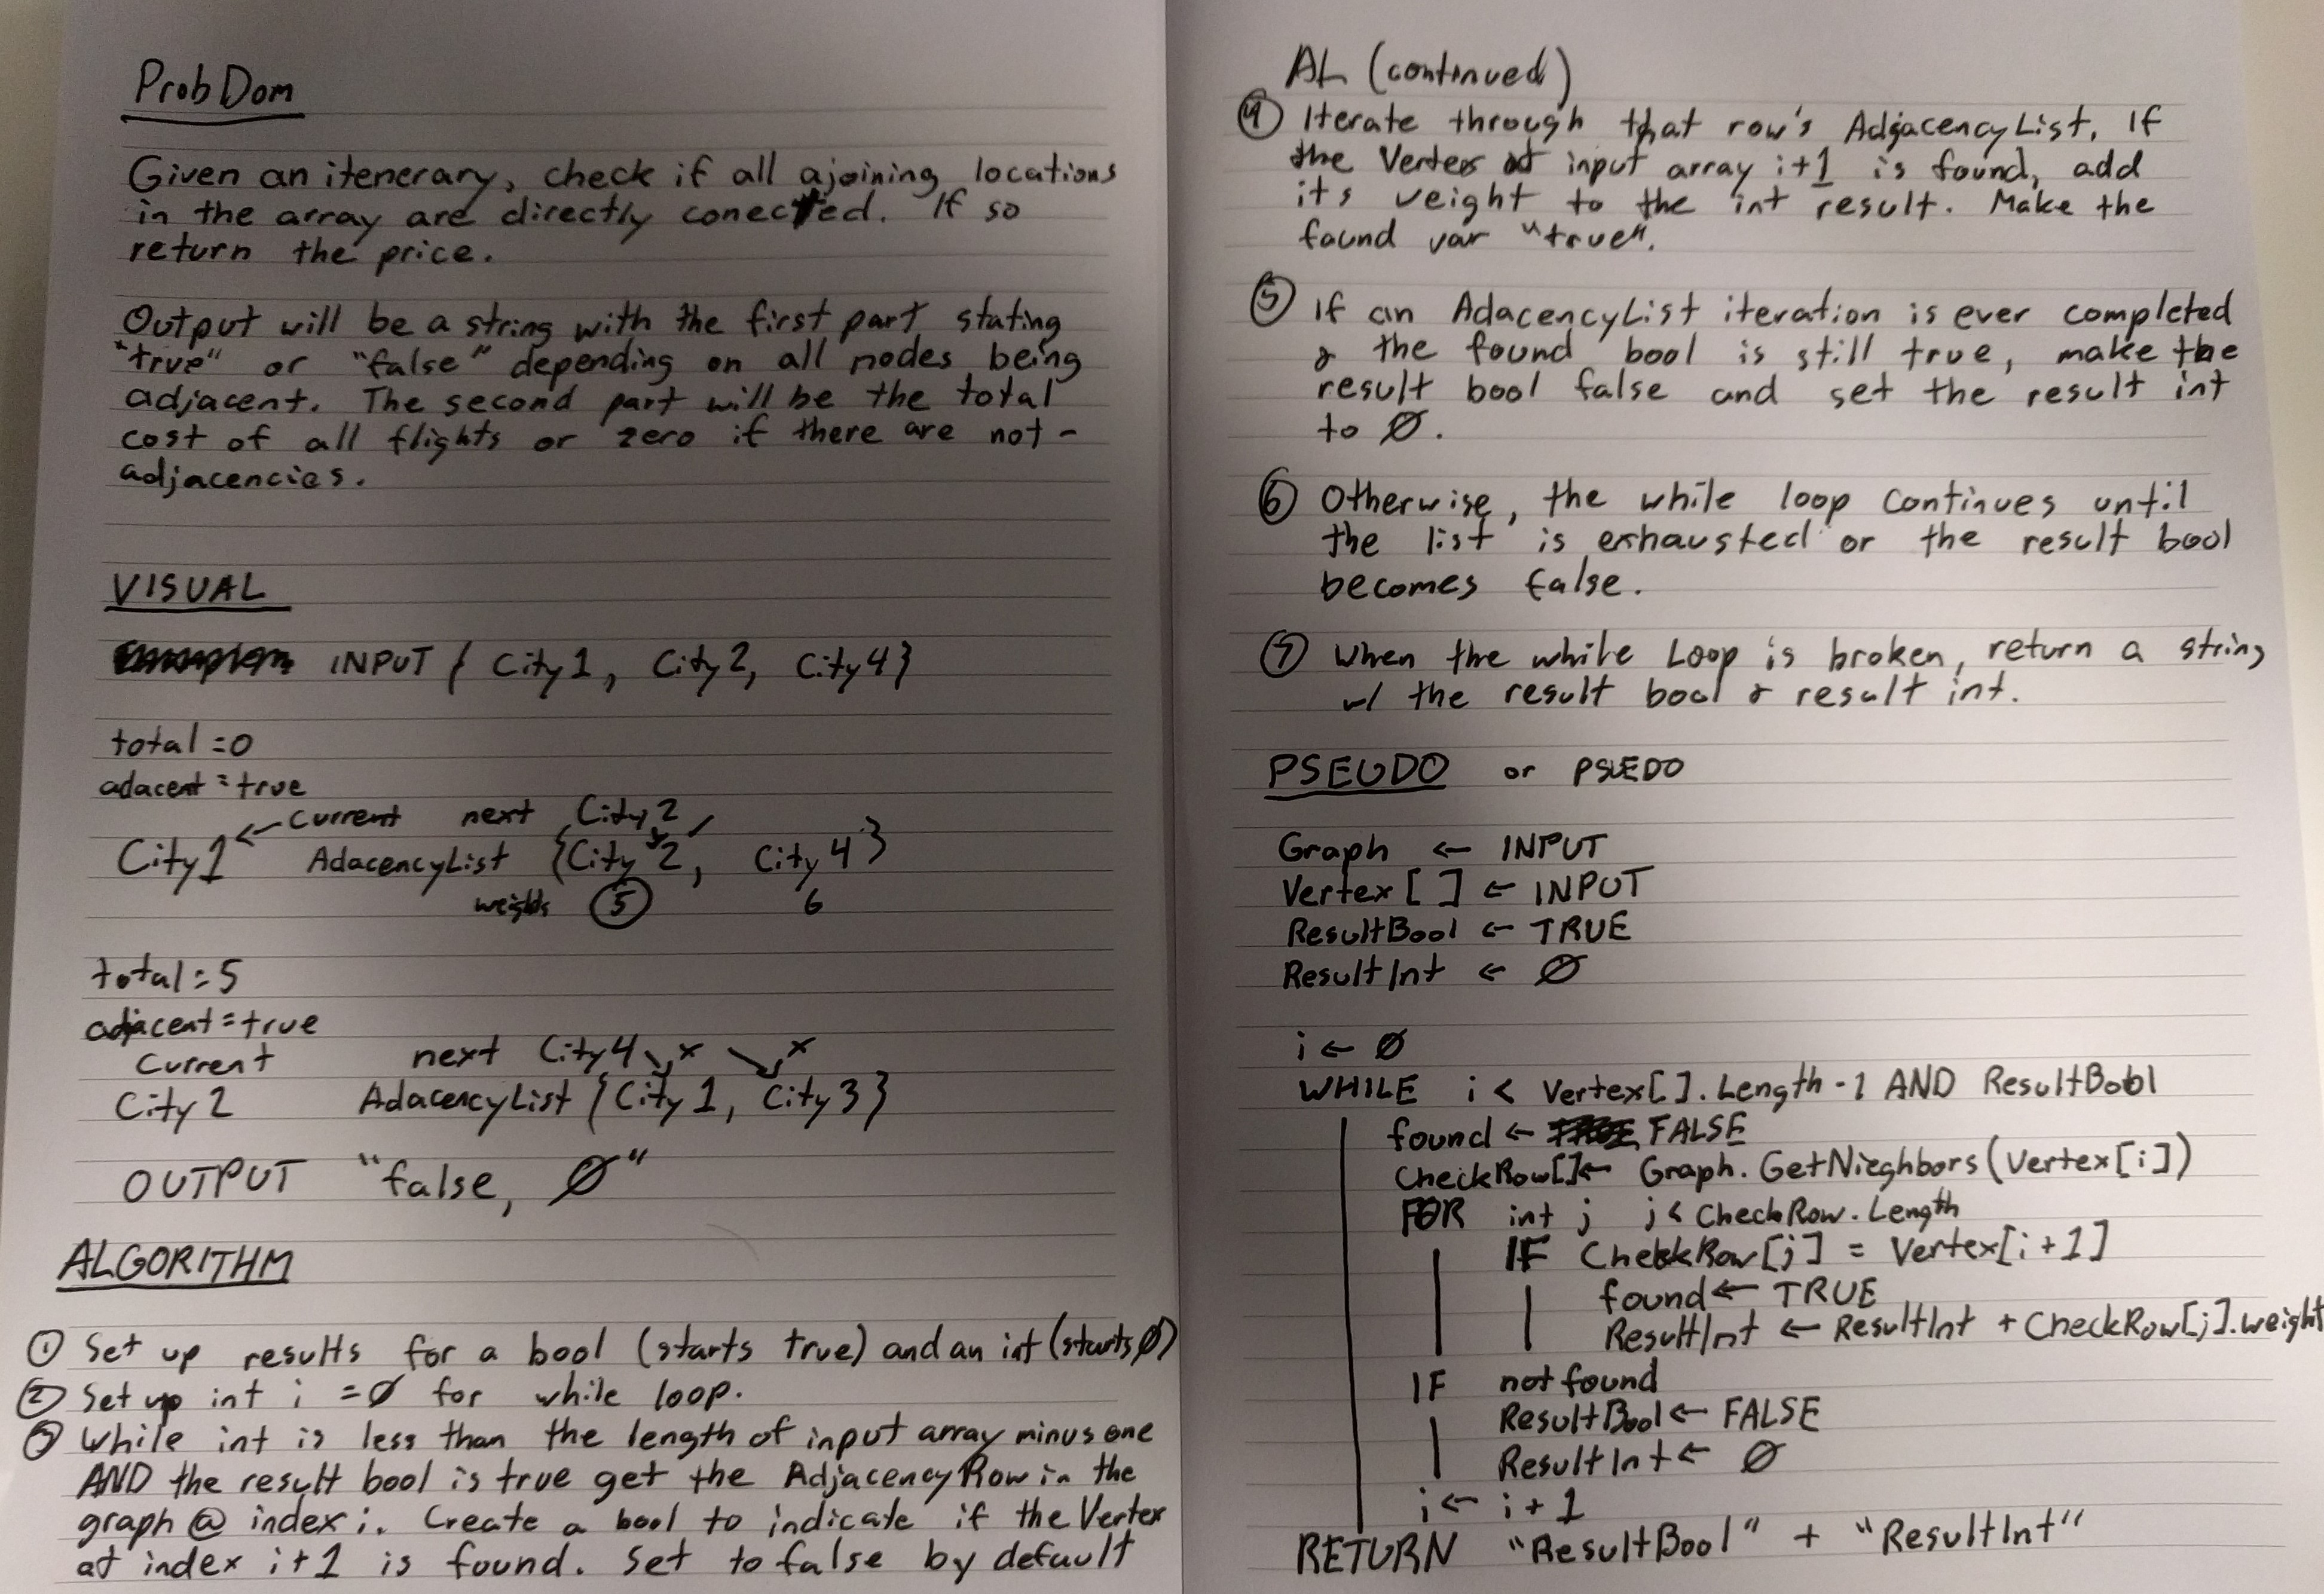 ProbDom
Given an itenerary, check if all ajoining locations
in the array are directly conected. If so
return the price.
Output will be a string with the first part stating
"true" or "false" depending on all nodes being
adjacent. The second part will be the total
cost of all flights or zero if there are not-
adjacencies.
VISUAL
INPUT { City1, City2, City4}
total=0
adacent=true
← Current next City2
City1 AdacencyList {City2, City4}
weights 5 6
total=5
adjacent=true
Current next City4 x x
City2 AdacencyList {City1, City3}
OUTPUT "false, Ø"
ALGORITHM
① Set up results for a bool (starts true) and an int (starts Ø)
② Set up int i =Ø for while loop.
③ While int is less than the length of input array minus one
AND the result bool is true get the AdjacencyRow in the
graph @ index i. Create a bool to indicate if the Vertex
at index i+1 is found. Set to false by default
AL (continued)
④ Iterate through that row's AdjacencyList. If
the Vertex at input array i+1 is found, add
it's weight to the int result. Make the
found var "true".
⑤ If an AdacencyList iteration is ever completed
& the found bool is still true, make the
result bool false and set the result int
to Ø.
⑥ Otherwise, the while loop continues until
the list is exhausted or the result bool
becomes false.
⑦ When the while Loop is broken, return a string
w/ the result bool & result int.
PSEUDO or PSUEDO
Graph ← INPUT
Vertex[ ] ← INPUT
ResultBool ← TRUE
ResultInt ← Ø
i ← Ø
WHILE i < Vertex[].Length-1 AND ResultBool
found ← FALSE
CheckRow[]← Graph.GetNieghbors(Vertex[i])
FOR int j j< CheckRow.Length
IF CheckRow[j] = Vertex[i+1]
found ← TRUE
ResultInt ← ResultInt + CheckRow[j].weight
IF not found
ResultBool ← FALSE
ResultInt ← Ø
i ← i+1
RETURN "ResultBool" + "ResultInt"